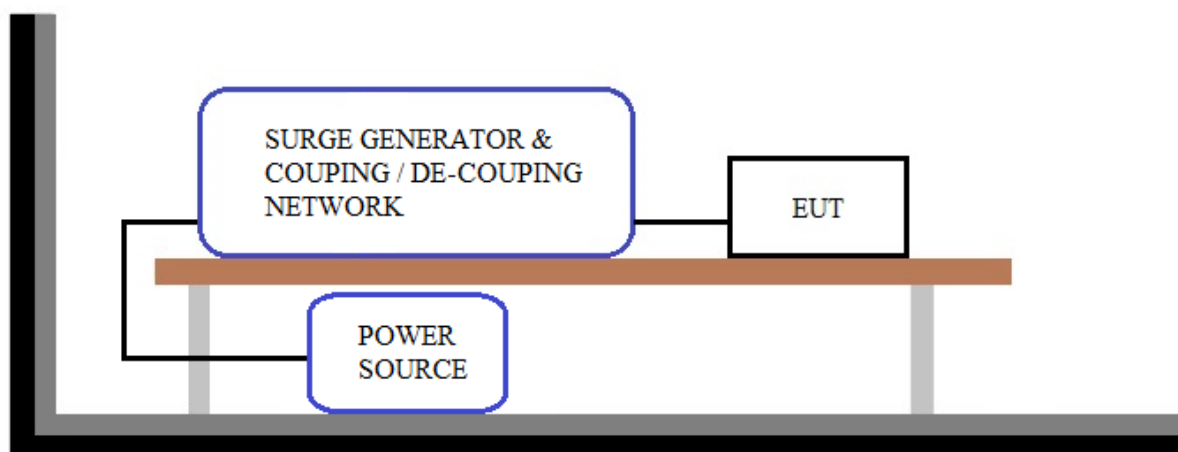 SURGE GENERATOR &
COUPING / DE-COUPING
NETWORK
EUT
POWER
SOURCE